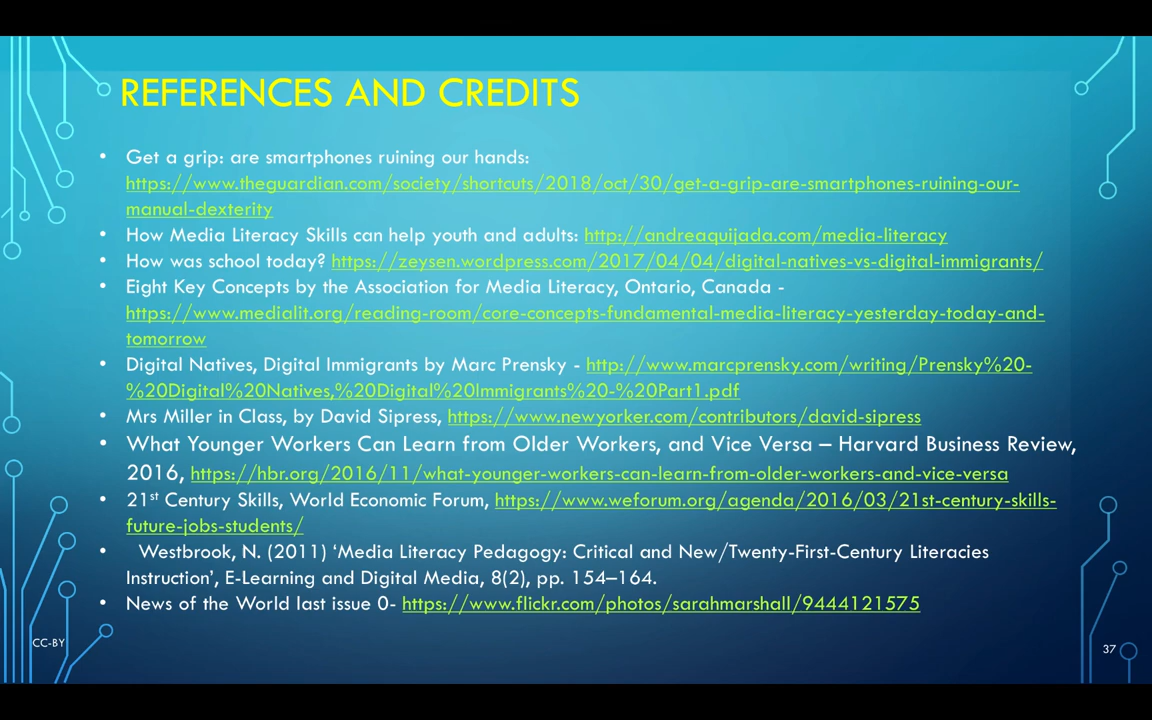 REFERENCES AND CREDITS
• Get a grip: are smartphones ruining our hands:
https://www.theguardian.com/society/shortcuts/2018/oct/30/get-a-grip-are-smartphones-ruining-our-
manual-dexterity
• How Media Literacy Skills can help youth and adults: http://andreaquijada.com/media-literacy
• How was school today? https://zeysen.wordpress.com/2017/04/04/digital-natives-vs-digital-immigrants/
• Eight Key Concepts by the Association for Media Literacy, Ontario, Canada -
https://www.medialit.org/reading-room/core-concepts-fundamental-media-literacy-yesterday-today-and-
tomorrow
• Digital Natives, Digital Immigrants by Marc Prensky - http://www.marcprensky.com/writing/Prensky%20-
%20Digital%20Natives,%20Digital%20Immigrants%20-%20Part1.pdf
• Mrs Miller in Class, by David Sipress, https://www.newyorker.com/contributors/david-sipress
• What Younger Workers Can Learn from Older Workers, and Vice Versa – Harvard Business Review,
2016, https://hbr.org/2016/11/what-younger-workers-can-learn-from-older-workers-and-vice-versa
• 21st Century Skills, World Economic Forum, https://www.weforum.org/agenda/2016/03/21st-century-skills-
future-jobs-students/
• Westbrook, N. (2011) ‘Media Literacy Pedagogy: Critical and New/Twenty-First-Century Literacies
Instruction’, E-Learning and Digital Media, 8(2), pp. 154–164.
• News of the World last issue 0- https://www.flickr.com/photos/sarahmarshall/9444121575
CC-BY
37